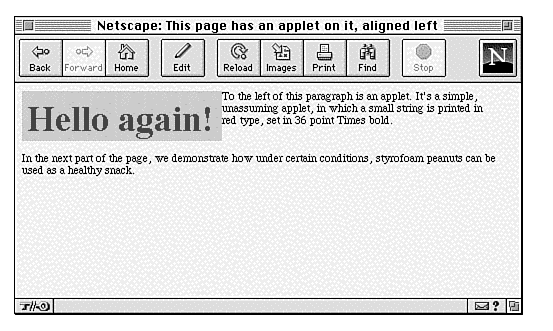 Netscape: This page has an applet on it, aligned left
Back Forward Home Edit Reload Images Print Find Stop
N
Hello again!
To the left of this paragraph is an applet. It's a simple,
unassuming applet, in which a small string is printed in
red type, set in 36 point Times bold.
In the next part of the page, we demonstrate how under certain conditions, styrofoam peanuts can be
used as a healthy snack.
?